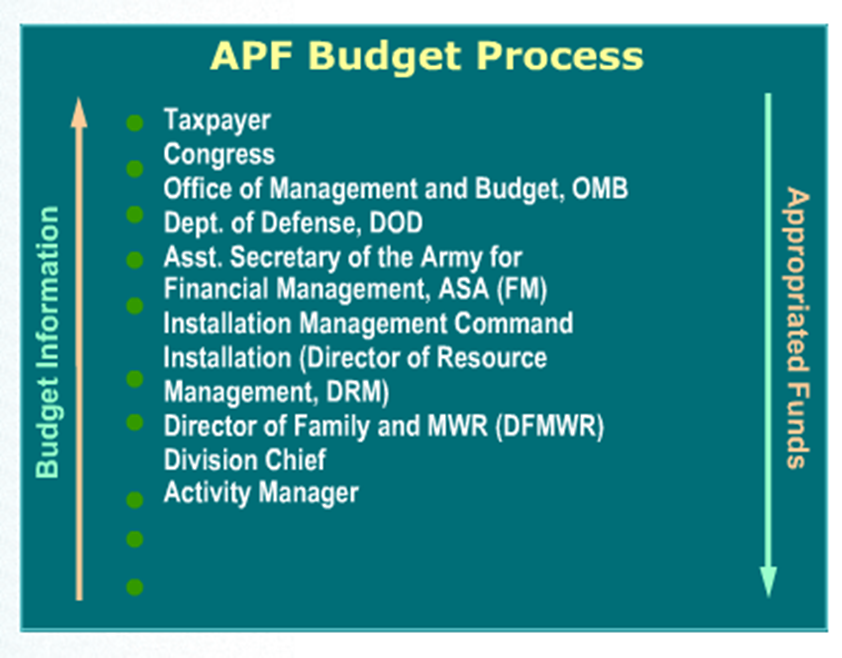 APF Budget Process
Budget Information
Taxpayer
Congress
Office of Management and Budget, OMB
Dept. of Defense, DOD
Asst. Secretary of the Army for
Financial Management, ASA (FM)
Installation Management Command
Installation (Director of Resource
Management, DRM)
Director of Family and MWR (DFMWR)
Division Chief
Activity Manager
Appropriated Funds